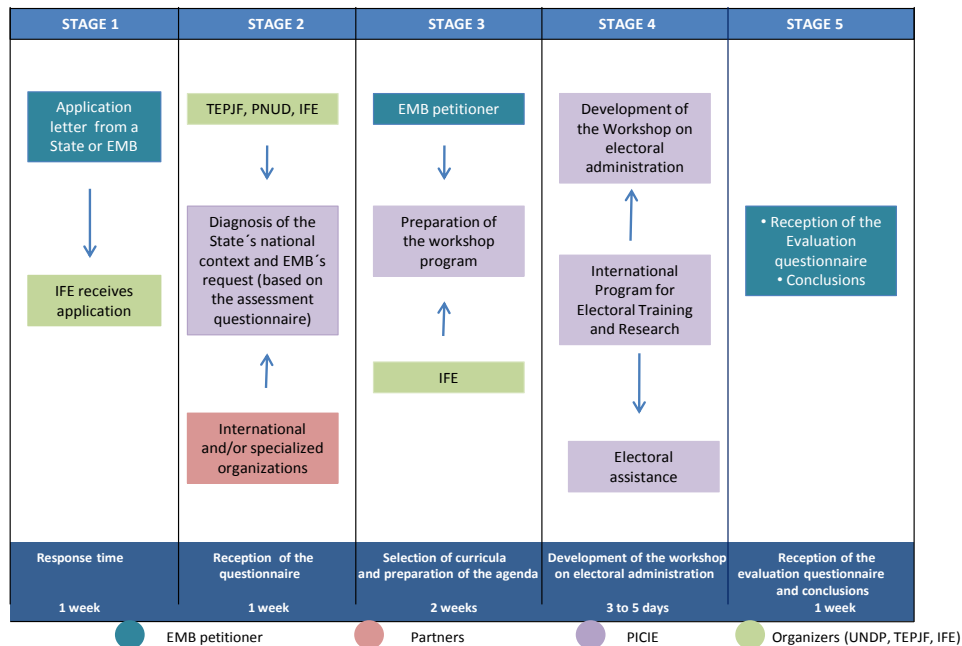 STAGE 1
STAGE 2
STAGE 3
STAGE 4
STAGE 5
Application
letter from a
State or EMB
IFE receives
application
TEPJF, PNUD, IFE
Diagnosis of the
State´s national
context and EMB´s
request (based on
the assessment
questionnaire)
International
and/or specialized
organizations
EMB petitioner
Preparation of
the workshop
program
IFE
Development of
the Workshop on
electoral
administration
International
Program for
Electoral Training
and Research
Electoral
assistance
• Reception of the
Evaluation
questionnaire
• Conclusions
Response time
1 week
Reception of the
questionnaire
1 week
Selection of curricula
and preparation of the agenda
2 weeks
Development of the workshop
on electoral administration
3 to 5 days
Reception of the
evaluation questionnaire
and conclusions
1 week
EMB petitioner
Partners
PICIE
Organizers (UNDP, TEPJF, IFE)